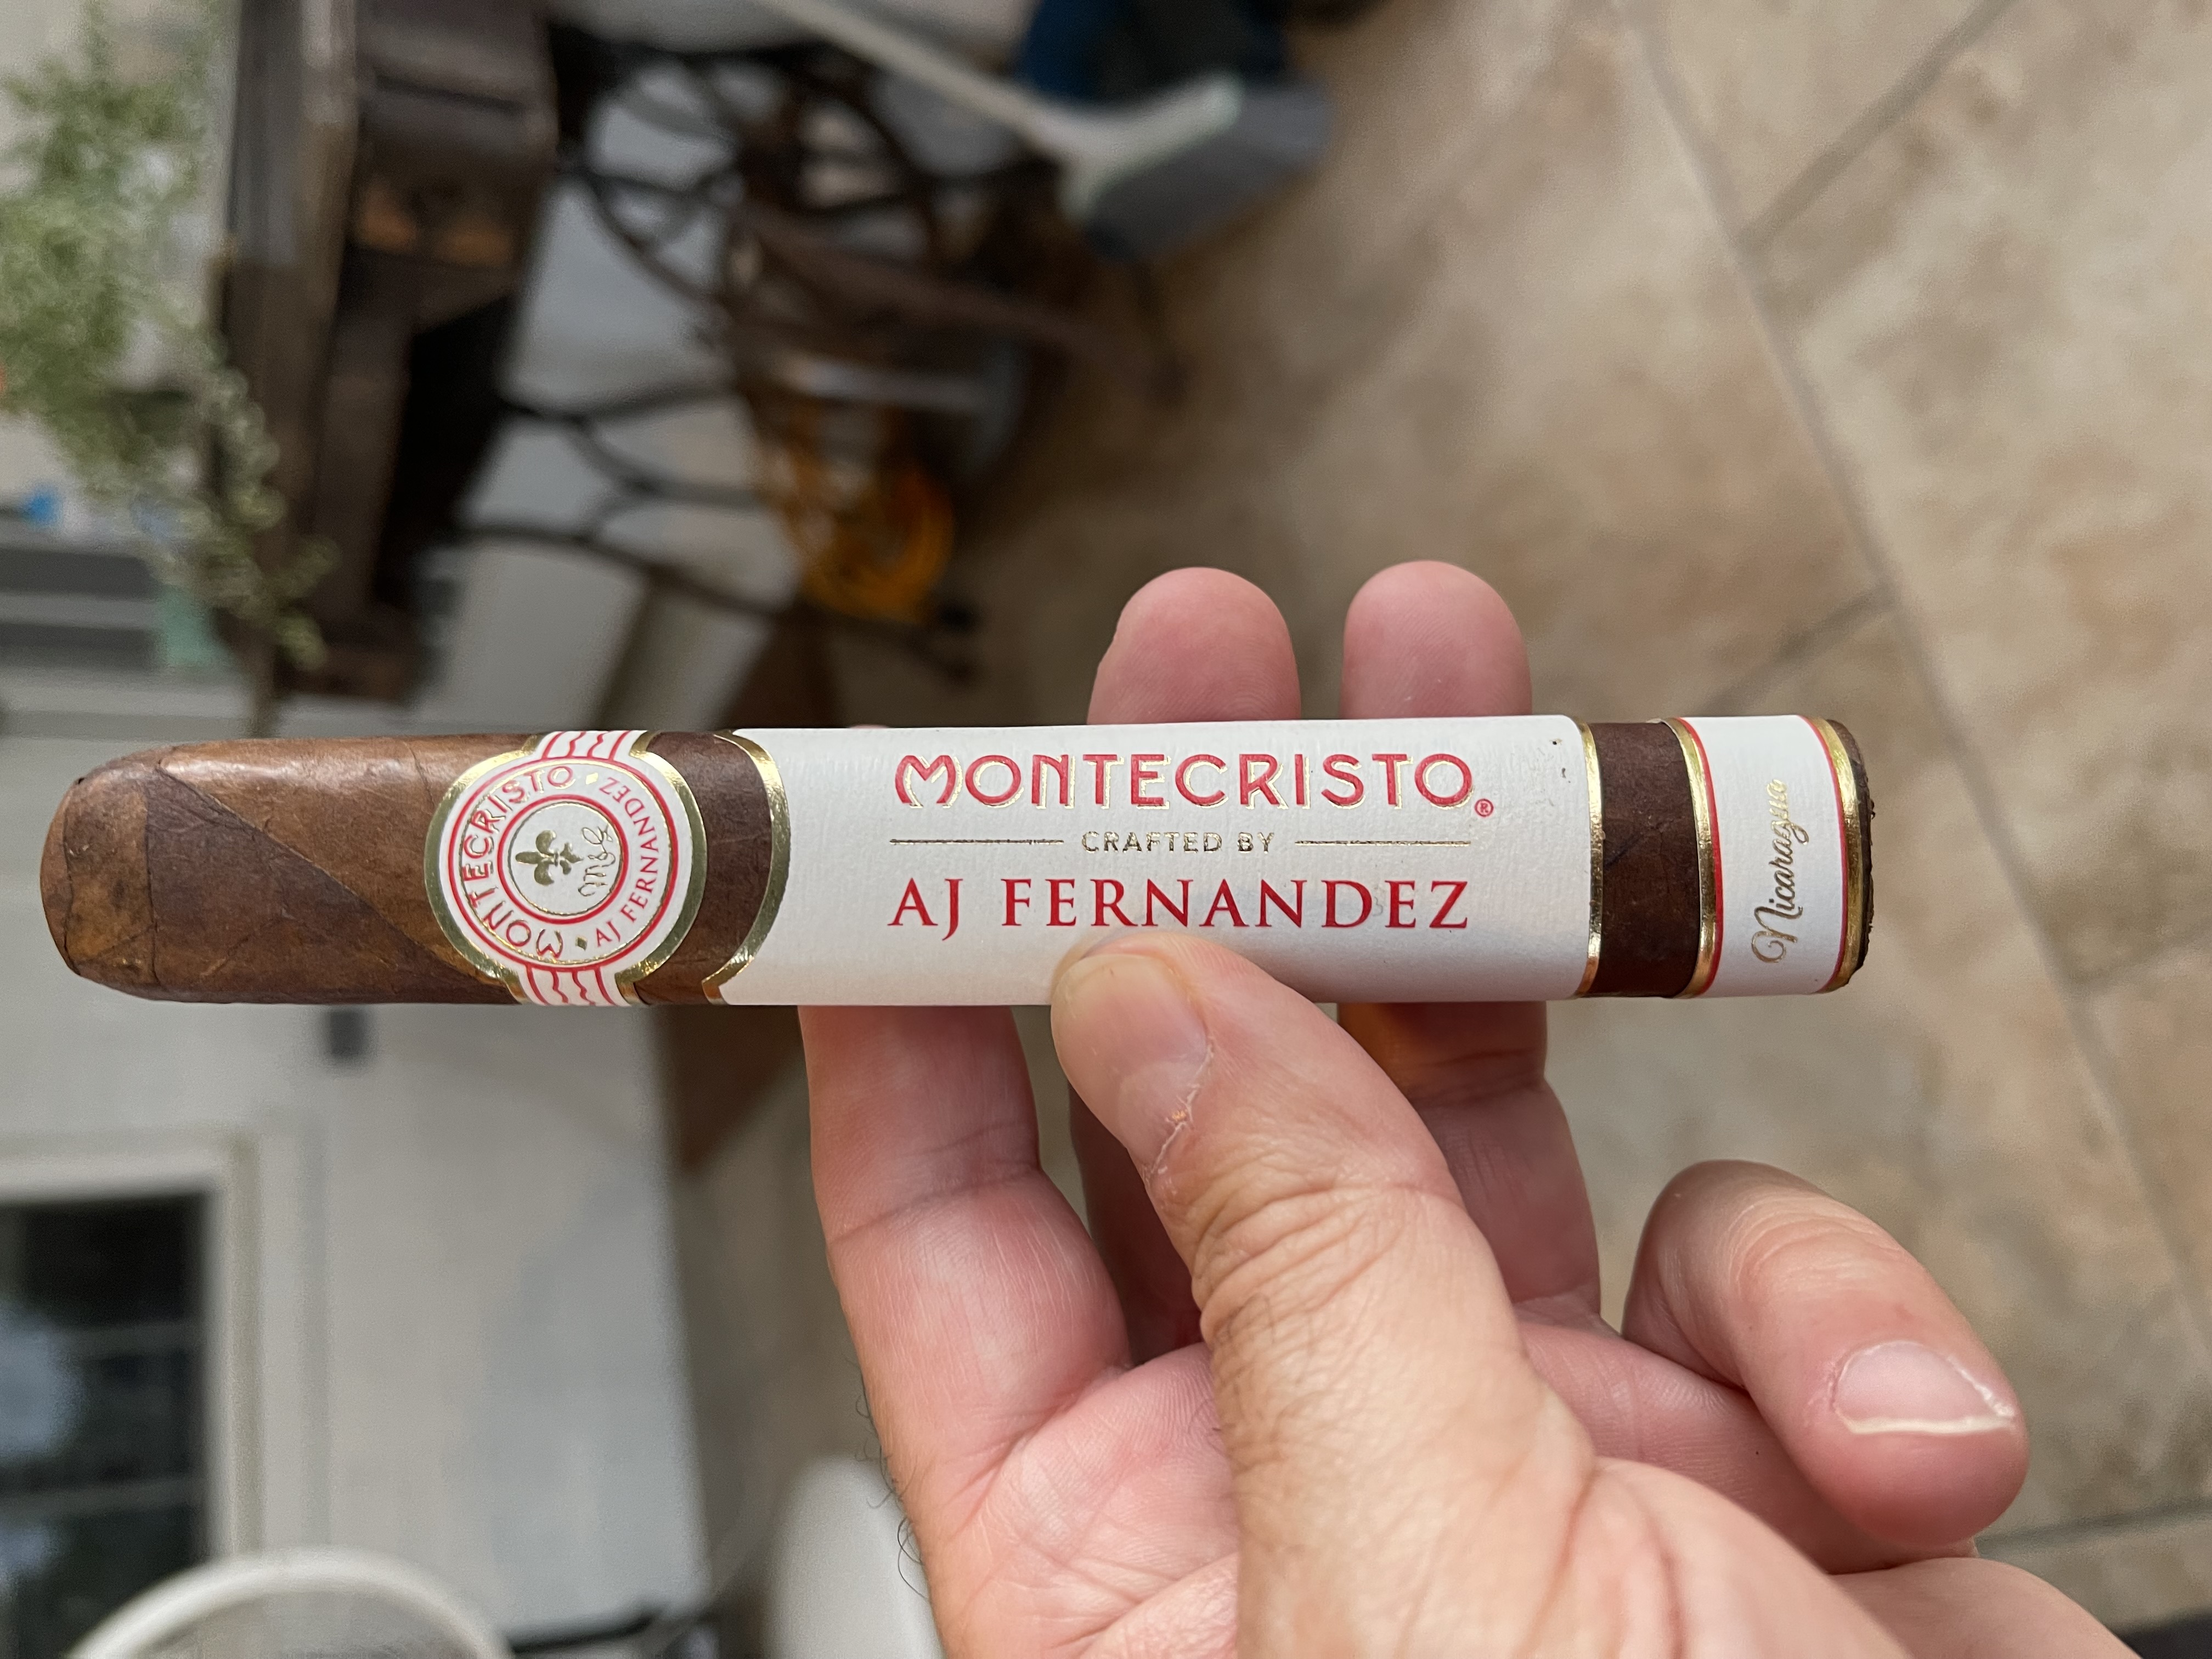 MONTECRISTO
AJ FERNANDEZ
MONTECRISTO®
CRAFTED BY
AJ FERNANDEZ
Nicaragua